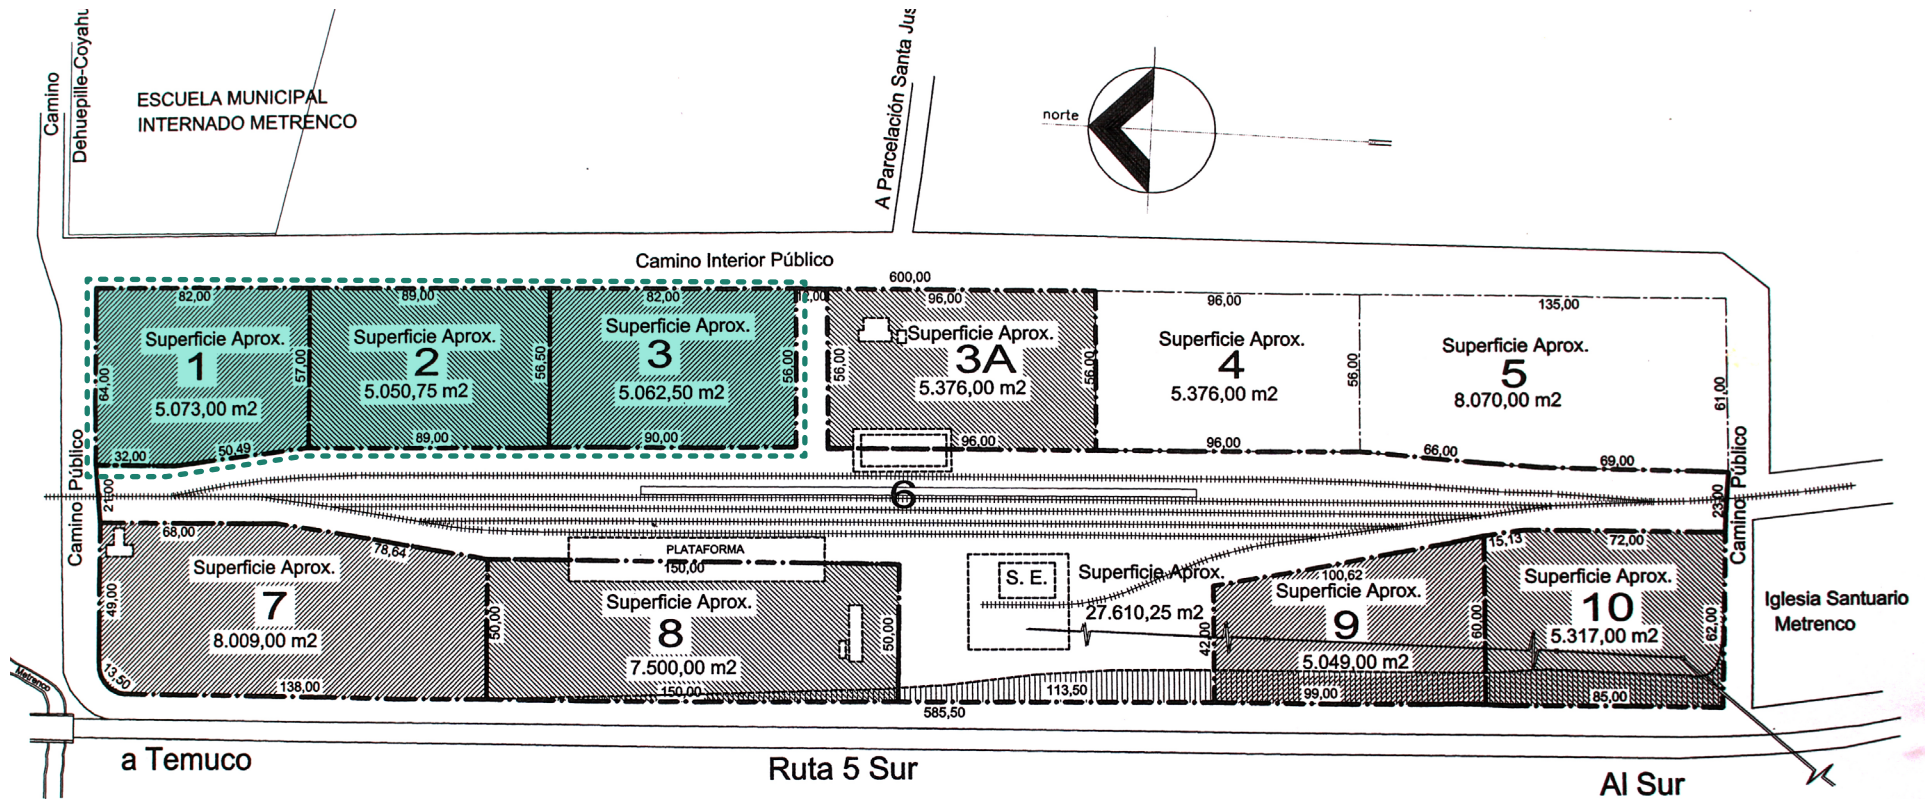 Camino
Dehuepille-Coyahu
ESCUELA MUNICIPAL
INTERNADO METRENCO
A Parcelación Santa Jus
norte
Camino Interior Público
600,00
82,00
89,00
82,00
12,00
96,00
96,00
135,00
Superficie Aprox.
1
5.073,00 m2
64,00
57,00
32,00
50,49
Superficie Aprox.
2
5.050,75 m2
56,50
89,00
Superficie Aprox.
3
5.062,50 m2
56,00
90,00
Superficie Aprox.
3A
5.376,00 m2
56,00
56,00
96,00
Superficie Aprox.
4
5.376,00 m2
56,00
96,00
Superficie Aprox.
5
8.070,00 m2
61,00
66,00
69,00
Camino Público
21,00
6
23,00
Camino Público
68,00
78,64
Superficie Aprox.
7
8.009,00 m2
49,00
13,50
138,00
50,00
PLATAFORMA
150,00
Superficie Aprox.
8
7.500,00 m2
50,00
150,00
S. E.
Superficie Aprox.
27.610,25 m2
113,50
100,62
Superficie Aprox.
9
5.049,00 m2
42,00
60,00
99,00
15,13
72,00
Superficie Aprox.
10
5.317,00 m2
62,00
85,00
Iglesia Santuario
Metrenco
585,50
Metrenco
a Temuco
Ruta 5 Sur
Al Sur